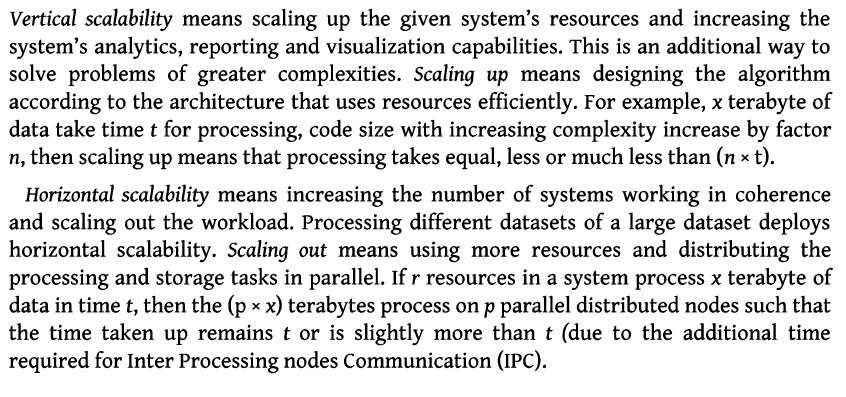 Vertical scalability means scaling up the given system’s resources and increasing the
system’s analytics, reporting and visualization capabilities. This is an additional way to
solve problems of greater complexities. Scaling up means designing the algorithm
according to the architecture that uses resources efficiently. For example, x terabyte of
data take time t for processing, code size with increasing complexity increase by factor
n, then scaling up means that processing takes equal, less or much less than (n × t).
Horizontal scalability means increasing the number of systems working in coherence
and scaling out the workload. Processing different datasets of a large dataset deploys
horizontal scalability. Scaling out means using more resources and distributing the
processing and storage tasks in parallel. If r resources in a system process x terabyte of
data in time t, then the (p × x) terabytes process on p parallel distributed nodes such that
the time taken up remains t or is slightly more than t (due to the additional time
required for Inter Processing nodes Communication (IPC).